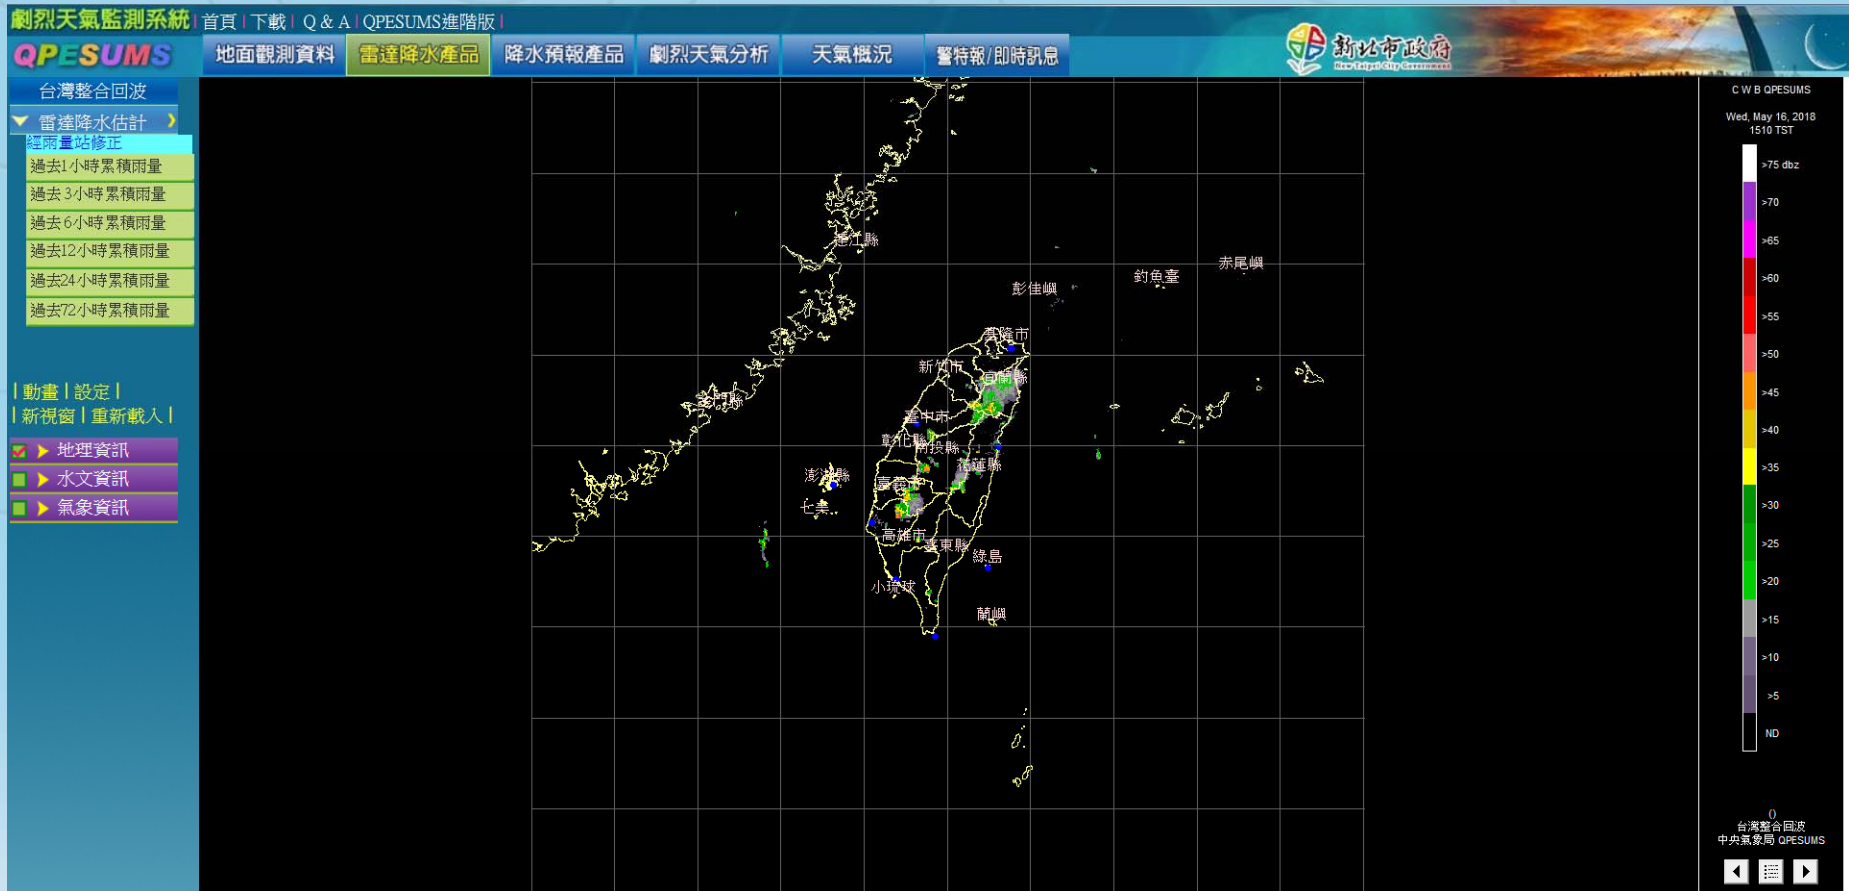 劇烈天氣監測系統 | 首頁 | 下載 | Q & A | QPESUMS進階版 |
QPESUMS
地面觀測資料 雷達降水產品 降水預報產品 劇烈天氣分析 天氣概況 警特報/即時訊息
新北市政府
New Taipei City Government
台灣整合回波
雷達降水估計
經雨量站修正
過去1小時累積雨量
過去3小時累積雨量
過去6小時累積雨量
過去12小時累積雨量
過去24小時累積雨量
過去72小時累積雨量
| 動畫 | 設定 |
| 新視窗 | 重新載入 |
地理資訊
水文資訊
氣象資訊
連江縣
赤尾嶼
釣魚臺
彭佳嶼
基隆市
新竹市
宜蘭縣
金門縣
臺中市
彰化縣
南投縣
花蓮縣
澎湖縣
嘉義市
七美
高雄市
臺東縣
綠島
小琉球
蘭嶼
C W B QPESUMS
Wed, May 16, 2018
1510 TST
>75 dbz
>70
>65
>60
>55
>50
>45
>40
>35
>30
>25
>20
>15
>10
>5
ND
()
台灣整合回波
中央氣象局 QPESUMS